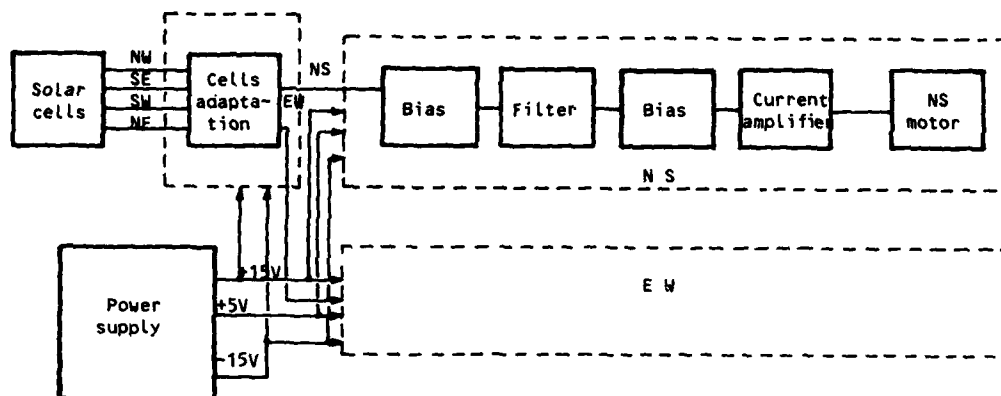 NW
SE
SW
NE
Solar
cells
Cells
adapta-
tion
NS
EW
Bias
Filter
Bias
Current
amplifier
NS
motor
N S
Power
supply
+15V
+5V
-15V
E W